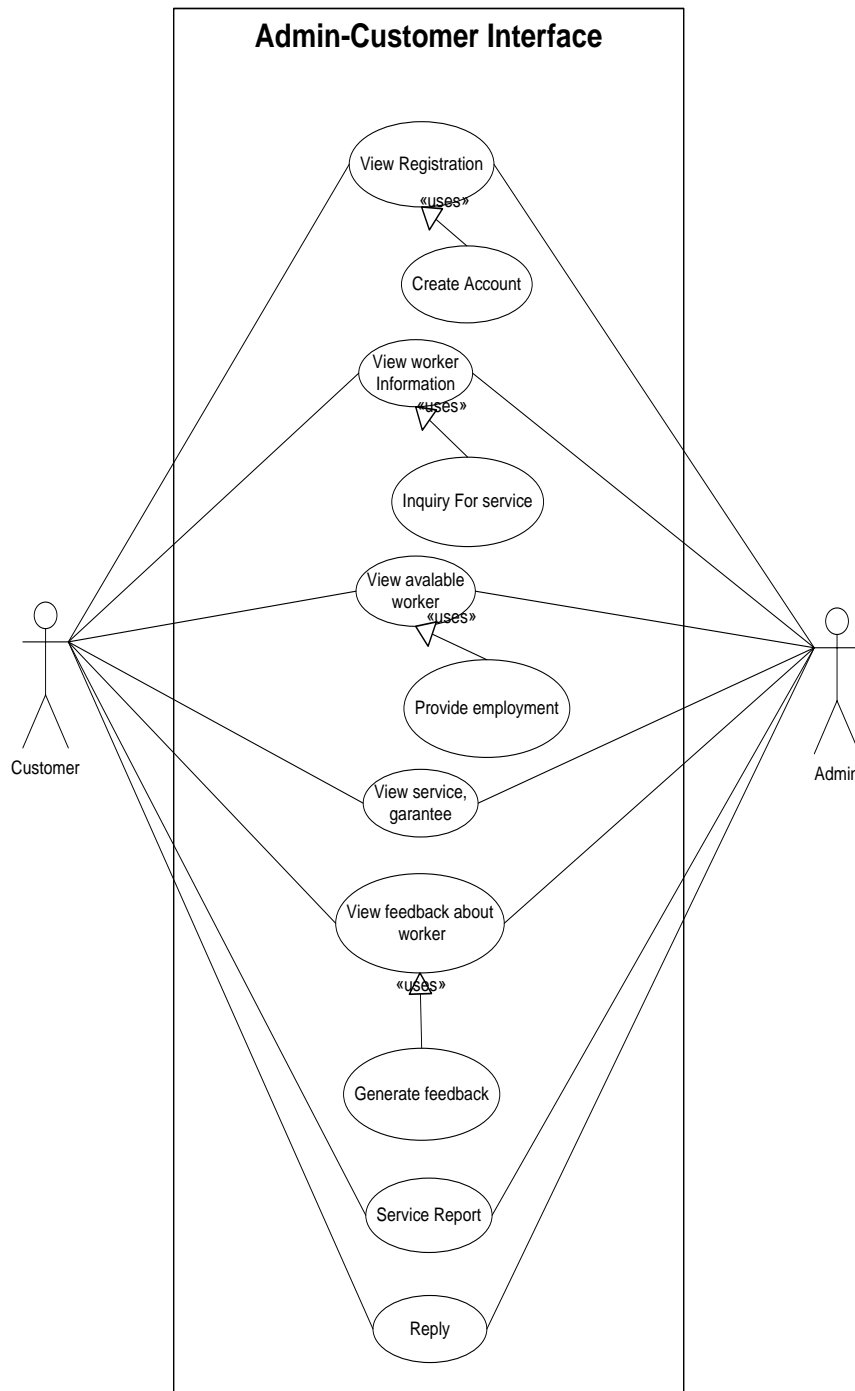 Admin-Customer Interface
View Registration
«uses»
Create Account
View worker
Information
«uses»
Inquiry For service
View avalable
worker
«uses»
Provide employment
Customer
Admin
View service,
garantee
View feedback about
worker
«uses»
Generate feedback
Service Report
Reply